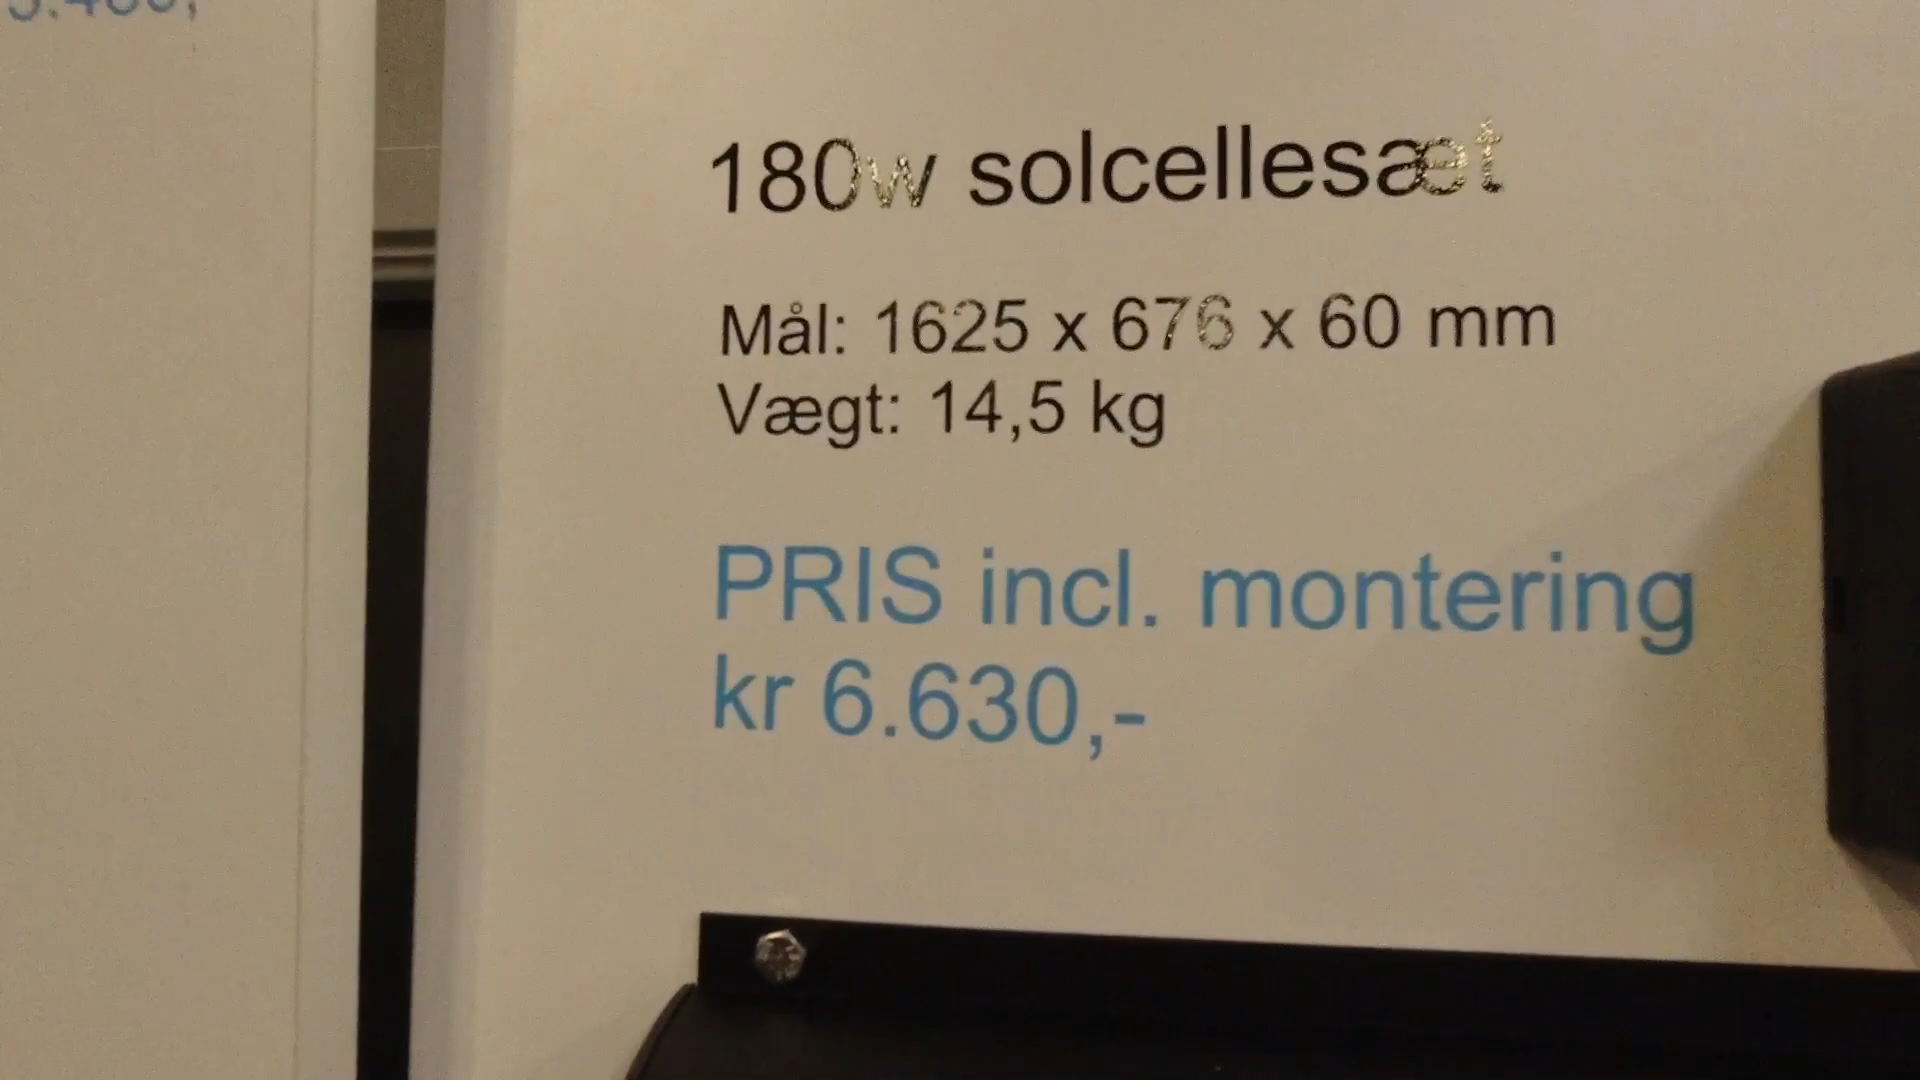 180w solcellesæt
Mål: 1625 x 676 x 60 mm
Vægt: 14,5 kg
PRIS incl. montering
kr 6.630,-